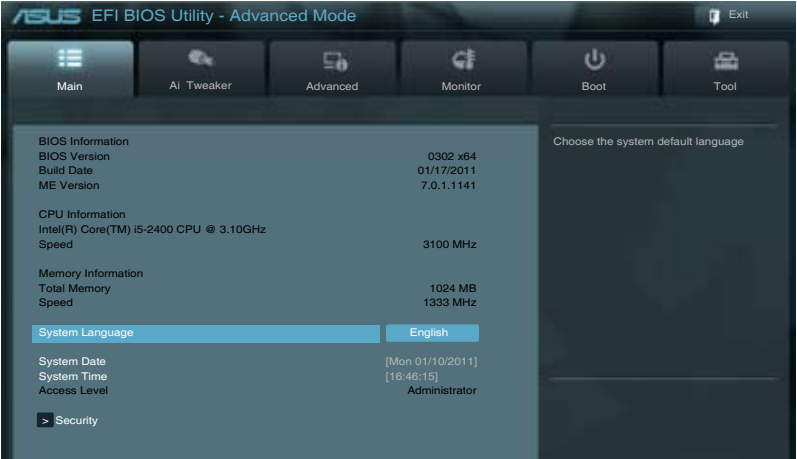 ASUS EFI BIOS Utility - Advanced Mode Exit
Main Ai Tweaker Advanced Monitor Boot Tool
BIOS Information
BIOS Version 0302 x64
Build Date 01/17/2011
ME Version 7.0.1.1141
CPU Information
Intel(R) Core(TM) i5-2400 CPU @ 3.10GHz
Speed 3100 MHz
Memory Information
Total Memory 1024 MB
Speed 1333 MHz
System Language English
System Date [Mon 01/10/2011]
System Time [16:46:15]
Access Level Administrator
> Security
Choose the system default language